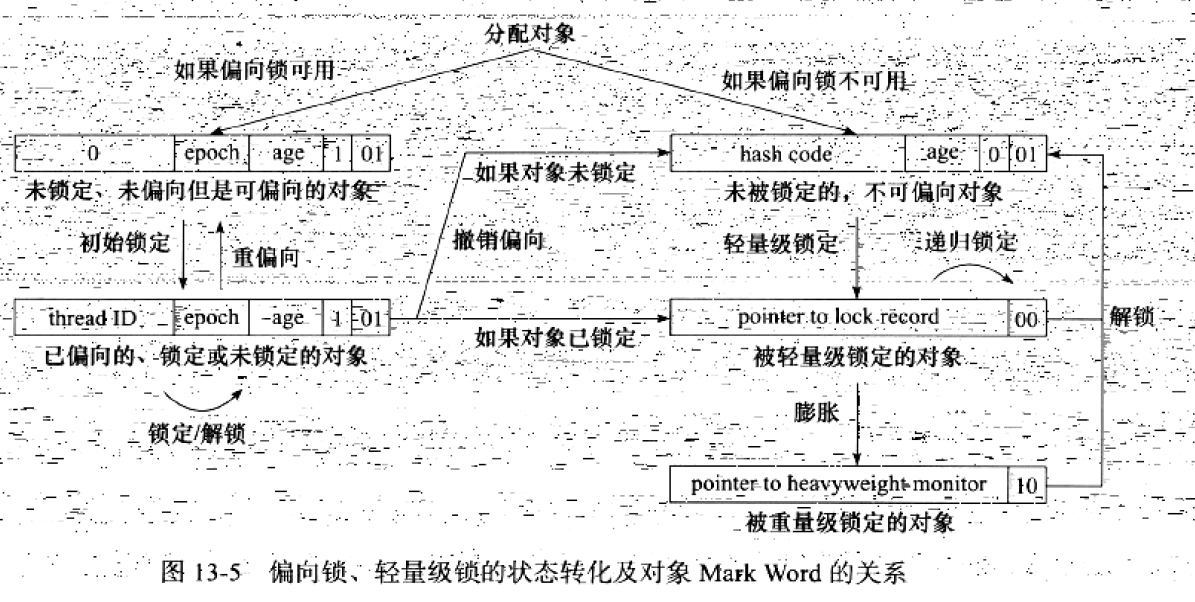 分配对象
如果偏向锁可用
如果偏向锁不可用
0 epoch age 1 01
hash code age 0 01
未锁定、未偏向但是可偏向的对象
如果对象未锁定
未被锁定的，不可偏向对象
初始锁定
重偏向
撤销偏向
轻量级锁定
递归锁定
thread ID epoch age 1 01
pointer to lock record 00
解锁
已偏向的、锁定或未锁定的对象
如果对象已锁定
被轻量级锁定的对象
锁定/解锁
膨胀
pointer to heavyweight monitor 10
被重量级锁定的对象
图 13-5 偏向锁、轻量级锁的状态转化及对象 Mark Word 的关系